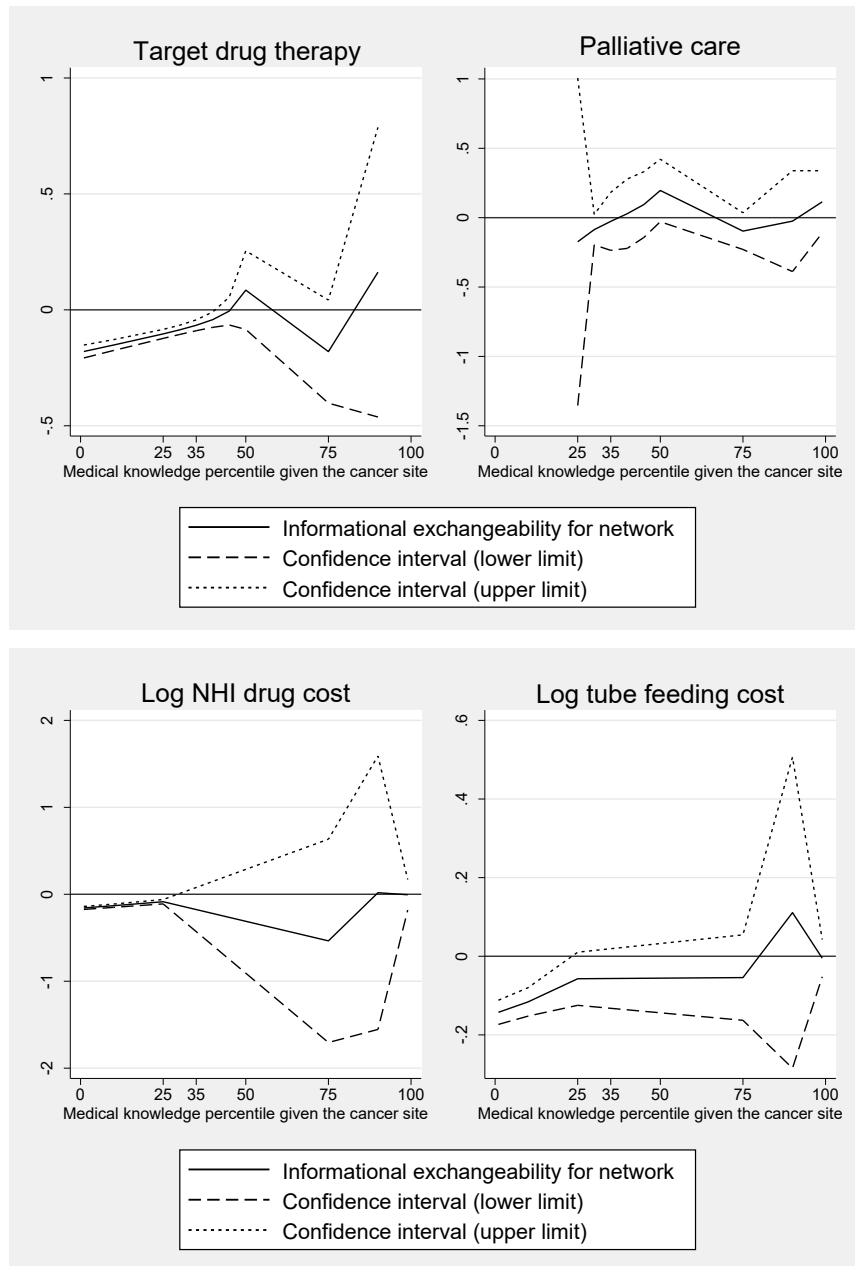 Target drug therapy
1
.5
0
-.5
0 25 35 50 75 100
Medical knowledge percentile given the cancer site
Palliative care
1
.5
0
-.5
-1
-1.5
0 25 35 50 75 100
Medical knowledge percentile given the cancer site
Informational exchangeability for network
Confidence interval (lower limit)
Confidence interval (upper limit)
Log NHI drug cost
2
1
0
-1
-2
0 25 35 50 75 100
Medical knowledge percentile given the cancer site
Log tube feeding cost
.6
.4
.2
0
-.2
0 25 35 50 75 100
Medical knowledge percentile given the cancer site
Informational exchangeability for network
Confidence interval (lower limit)
Confidence interval (upper limit)